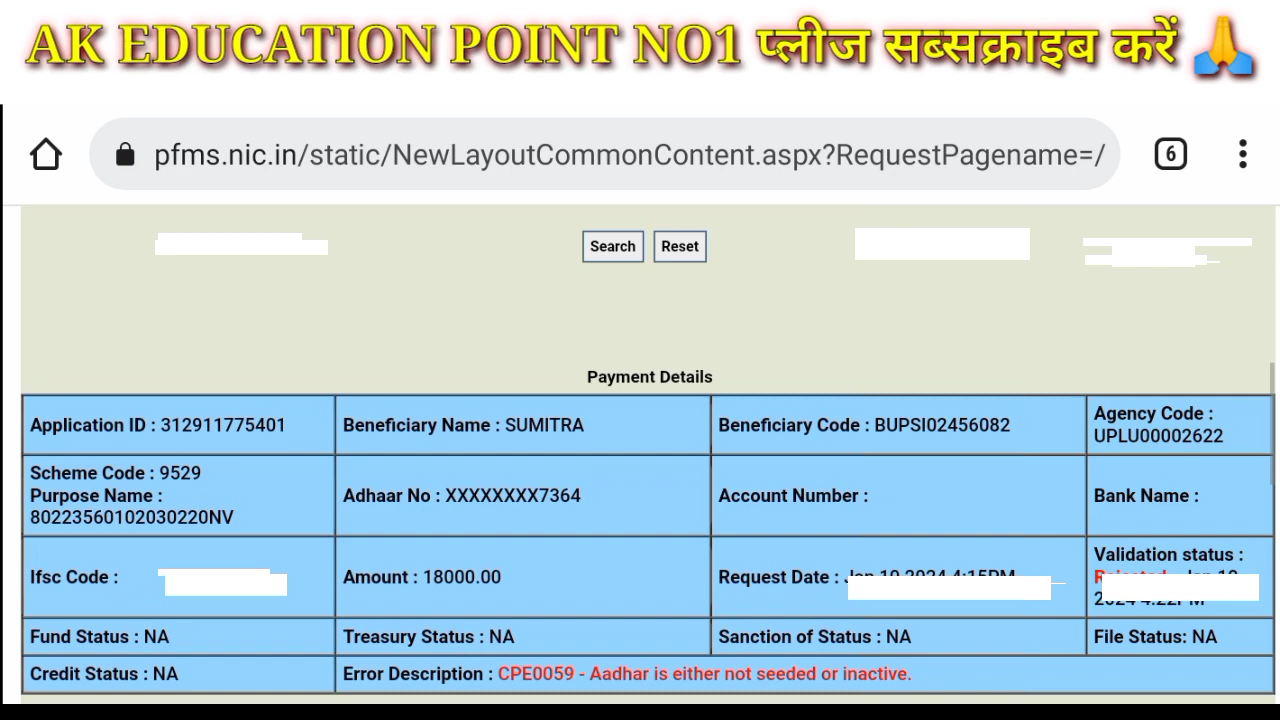 AK EDUCATION POINT NO1 प्लीज सब्सक्राइब करें
pfms.nic.in/static/NewLayoutCommonContent.aspx?RequestPagename=/
6
Search Reset
Payment Details
Application ID : 312911775401
Beneficiary Name : SUMITRA
Beneficiary Code : BUPSI02456082
Agency Code :
UPLU00002622
Scheme Code : 9529
Purpose Name :
80223560102030220NV
Adhaar No : XXXXXXXX7364
Account Number :
Bank Name :
Ifsc Code :
Amount : 18000.00
Request Date :
Validation status :
Fund Status : NA
Treasury Status : NA
Sanction of Status : NA
File Status: NA
Credit Status : NA
Error Description : CPE0059 - Aadhar is either not seeded or inactive.